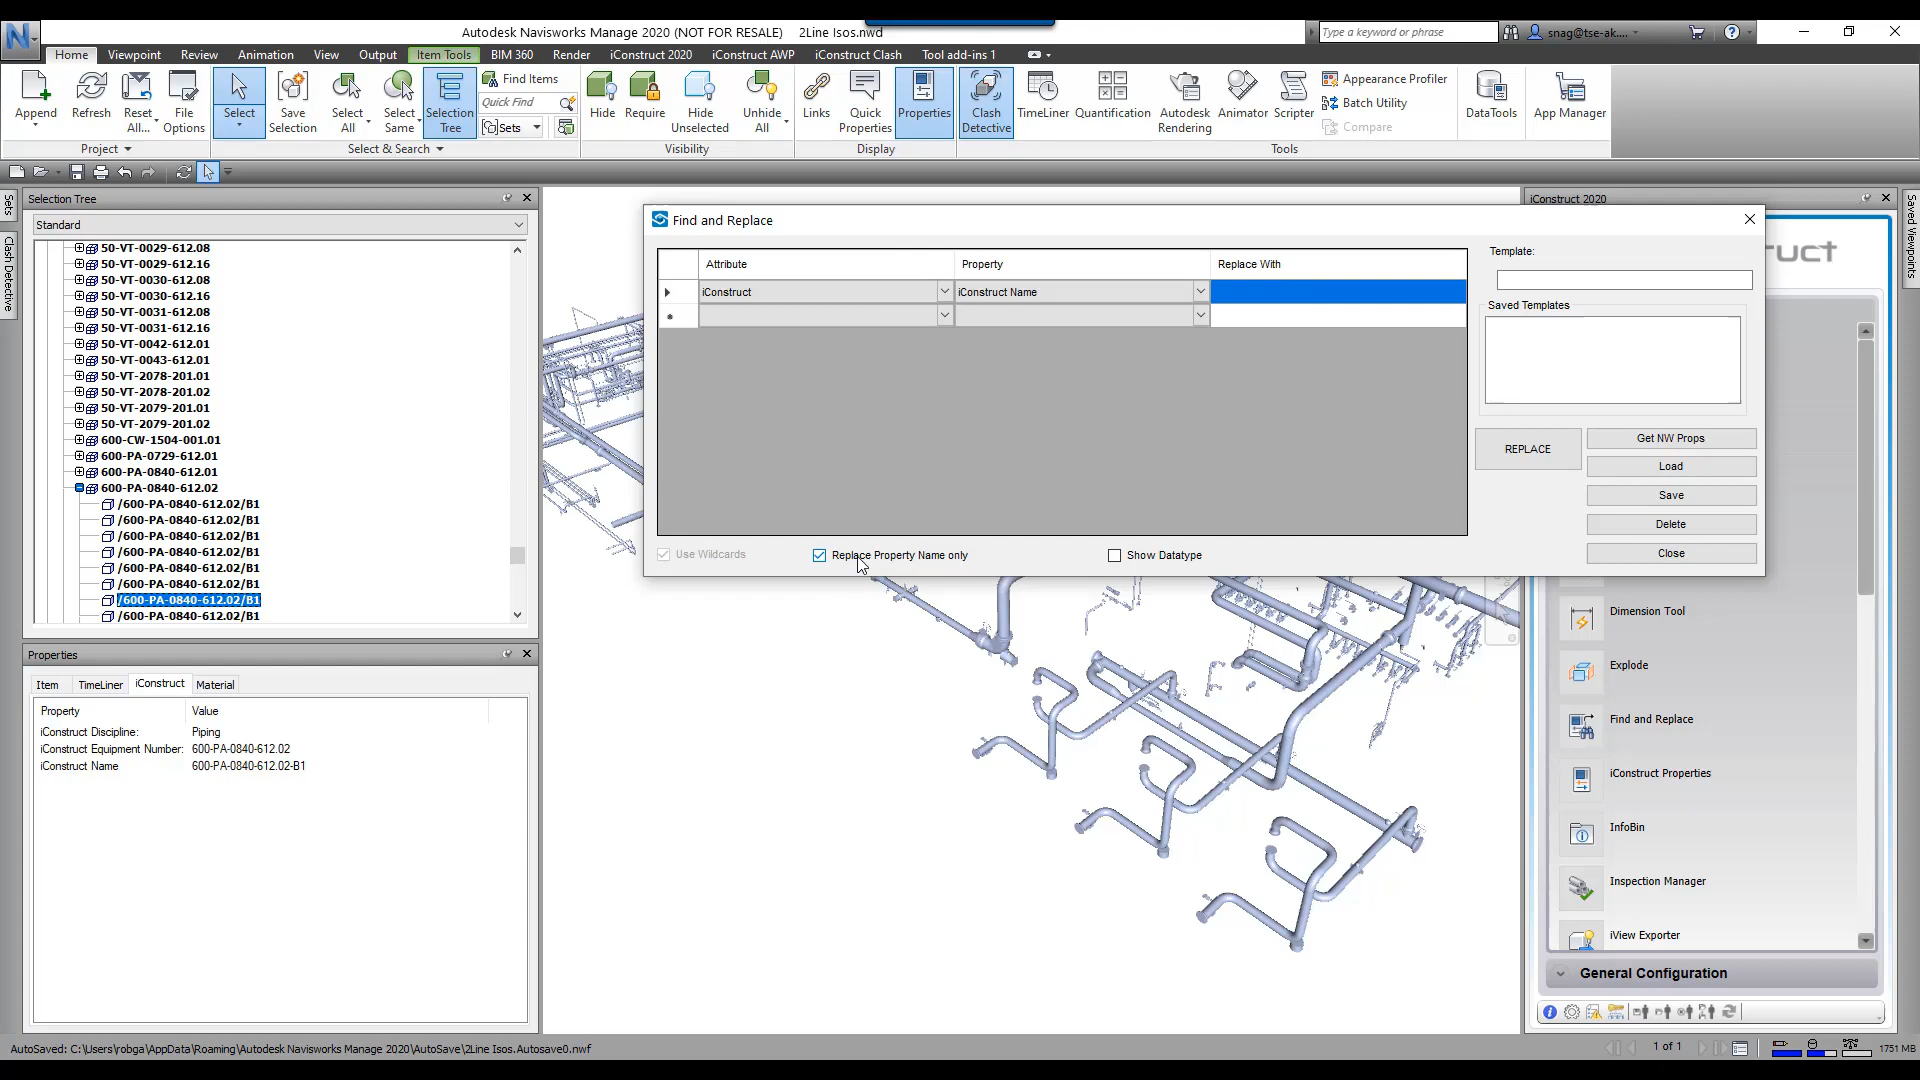 Autodesk Navisworks Manage 2020 (NOT FOR RESALE) 2Line Isos.nwd
Type a keyword or phrase
snag@tse-ak....
Home Viewpoint Review Animation View Output Item Tools BIM 360 Render iConstruct 2020 iConstruct AWP iConstruct Clash Tool add-ins 1
Append
Refresh
Reset All...
File Options
Project
Select
Save Selection
Select All
Select Same
Selection Tree
Find Items
Quick Find
Sets
Select & Search
Hide
Require
Hide Unselected
Unhide All
Visibility
Links
Quick Properties
Properties
Display
Clash Detective
TimeLiner
Quantification
Autodesk Rendering
Animator
Scripter
Appearance Profiler
Batch Utility
Compare
Tools
DataTools
App Manager
Sets
Clash Detective
Selection Tree
Standard
50-VT-0029-612.08
50-VT-0029-612.16
50-VT-0030-612.08
50-VT-0030-612.16
50-VT-0031-612.08
50-VT-0031-612.16
50-VT-0042-612.01
50-VT-0043-612.01
50-VT-2078-201.01
50-VT-2078-201.02
50-VT-2079-201.01
50-VT-2079-201.02
600-CW-1504-001.01
600-PA-0729-612.01
600-PA-0840-612.01
600-PA-0840-612.02
/600-PA-0840-612.02/B1
/600-PA-0840-612.02/B1
/600-PA-0840-612.02/B1
/600-PA-0840-612.02/B1
/600-PA-0840-612.02/B1
/600-PA-0840-612.02/B1
/600-PA-0840-612.02/B1
/600-PA-0840-612.02/B1
Properties
Item TimeLiner iConstruct Material
Property Value
iConstruct Discipline: Piping
iConstruct Equipment Number: 600-PA-0840-612.02
iConstruct Name 600-PA-0840-612.02-B1
Find and Replace
Attribute Property Replace With
iConstruct iConstruct Name
Use Wildcards
Replace Property Name only
Show Datatype
Template:
Saved Templates
REPLACE
Get NW Props
Load
Save
Delete
Close
iConstruct 2020
uct
Dimension Tool
Explode
Find and Replace
iConstruct Properties
InfoBin
Inspection Manager
iView Exporter
General Configuration
Saved Viewpoints
AutoSaved: C:\Users\robga\AppData\Roaming\Autodesk Navisworks Manage 2020\AutoSave\2Line Isos.Autosave0.nwf
1 of 1
1751 MB